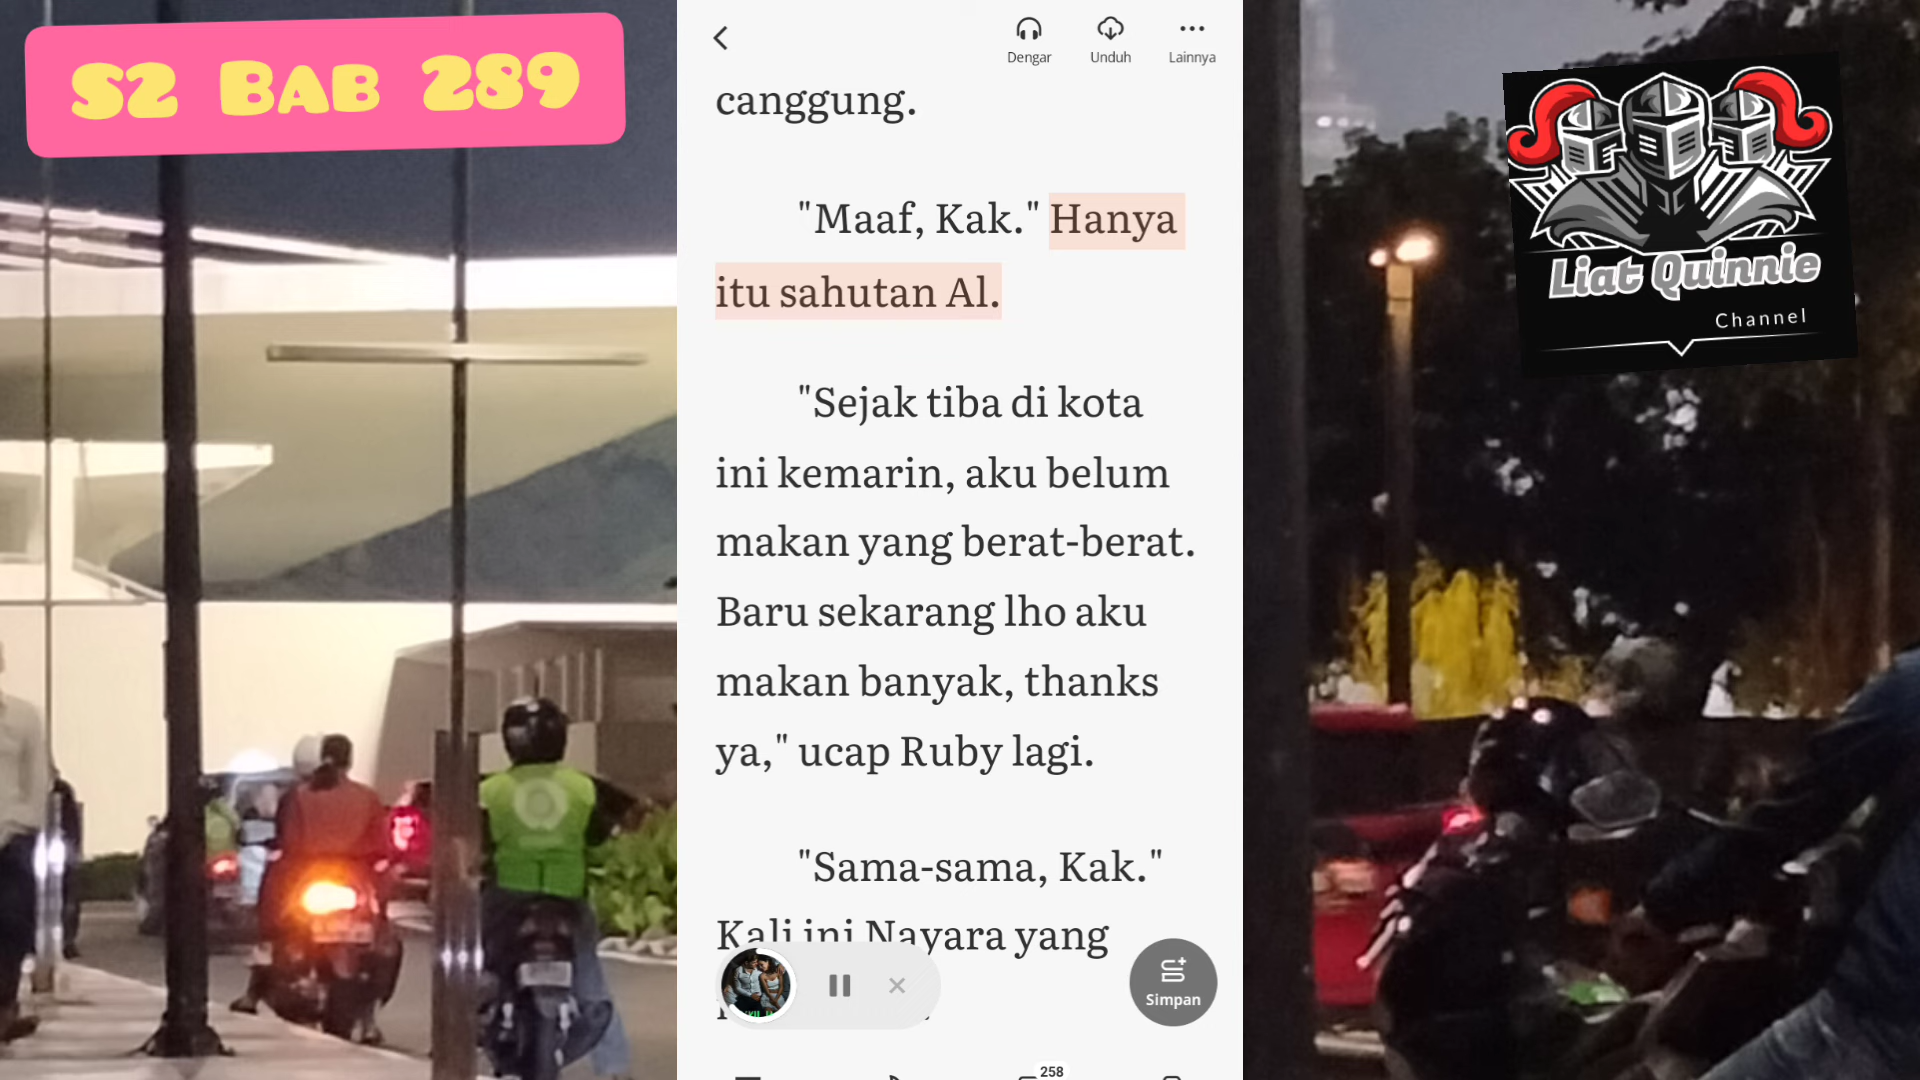 S2 BAB 289
Dengar
Unduh
Lainnya
canggung.
"Maaf, Kak." Hanya
itu sahutan Al.
"Sejak tiba di kota
ini kemarin, aku belum
makan yang berat-berat.
Baru sekarang lho aku
makan banyak, thanks
ya," ucap Ruby lagi.
"Sama-sama, Kak."
Kali ini Nayara yang
Simpan
258
Liat Quinnie
Channel